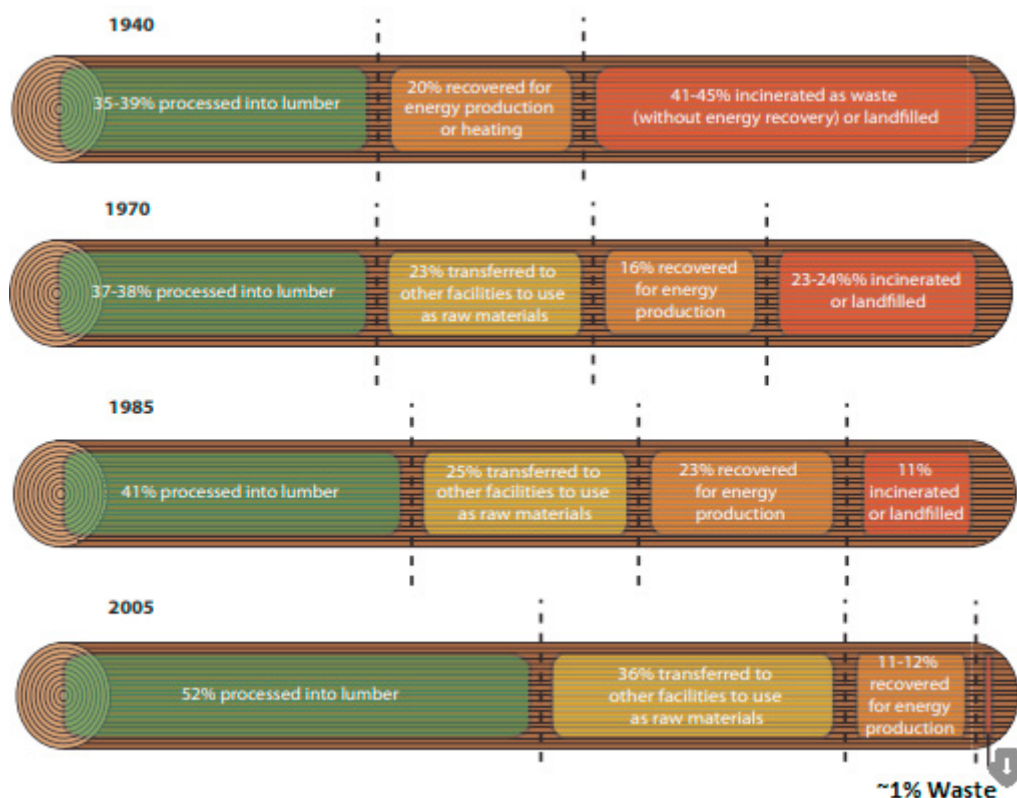 1940
35-39% processed into lumber
20% recovered for
energy production
or heating
41-45% incinerated as waste
(without energy recovery) or landfilled
1970
37-38% processed into lumber
23% transferred to
other facilities to use
as raw materials
16% recovered
for energy
production
23-24%% incinerated
or landfilled
1985
41% processed into lumber
25% transferred to
other facilities to use
as raw materials
23% recovered
for energy
production
11%
incinerated
or landfilled
2005
52% processed into lumber
36% transferred to
other facilities to use
as raw materials
11-12%
recovered
for energy
production
~1% Waste